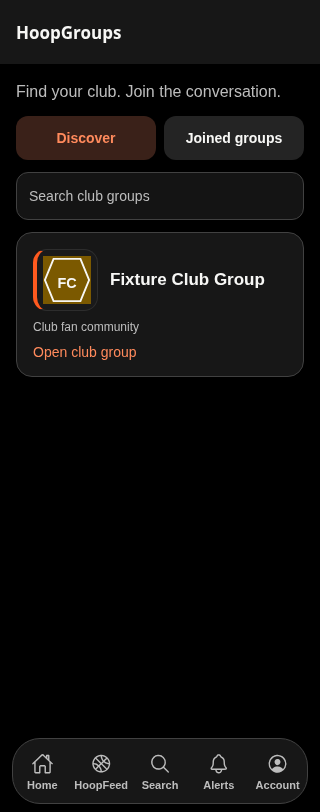 HoopGroups
Find your club. Join the conversation.
Discover
Joined groups
Search club groups
FC
Fixture Club Group
Club fan community
Open club group
Home
HoopFeed
Search
Alerts
Account